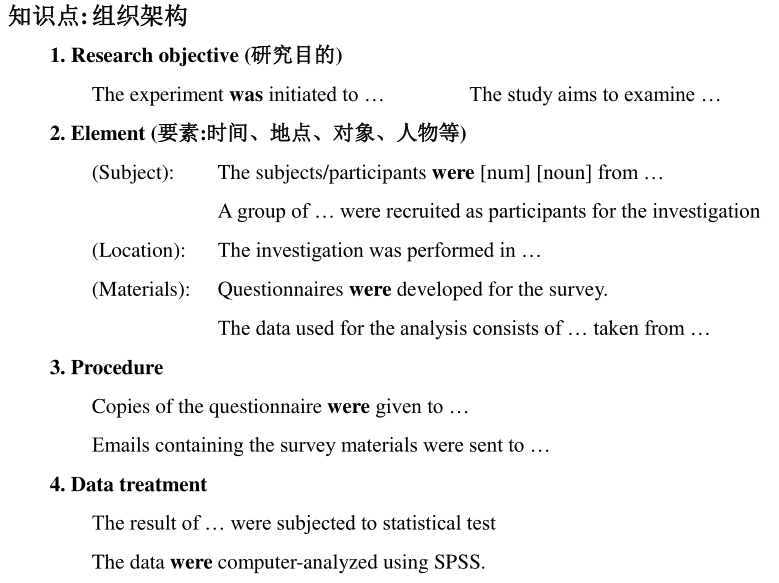 知识点:组织架构
1. Research objective (研究目的)
The experiment was initiated to … The study aims to examine …
2. Element (要素:时间、地点、对象、人物等)
(Subject): The subjects/participants were [num] [noun] from …
A group of … were recruited as participants for the investigation
(Location): The investigation was performed in …
(Materials): Questionnaires were developed for the survey.
The data used for the analysis consists of … taken from …
3. Procedure
Copies of the questionnaire were given to …
Emails containing the survey materials were sent to …
4. Data treatment
The result of … were subjected to statistical test
The data were computer-analyzed using SPSS.